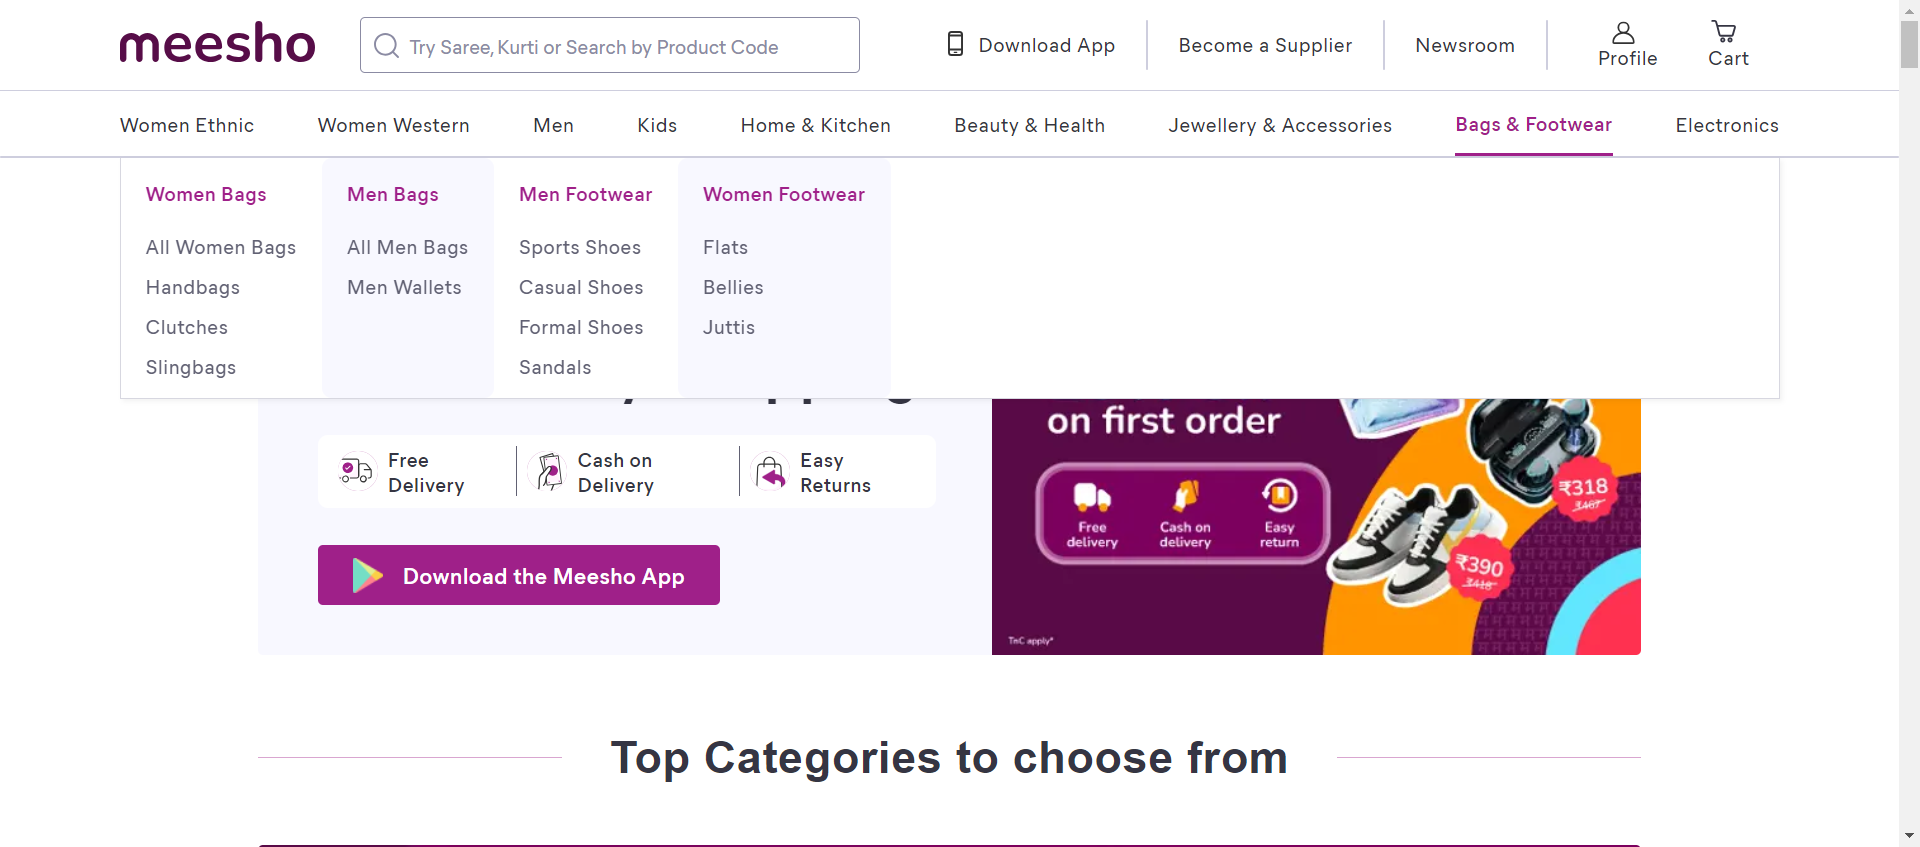 meesho
Try Saree, Kurti or Search by Product Code
Download App
Become a Supplier
Newsroom
Profile
Cart
Women Ethnic
Women Western
Men
Kids
Home & Kitchen
Beauty & Health
Jewellery & Accessories
Bags & Footwear
Electronics
Women Bags
All Women Bags
Handbags
Clutches
Slingbags
Men Bags
All Men Bags
Men Wallets
Men Footwear
Sports Shoes
Casual Shoes
Formal Shoes
Sandals
Women Footwear
Flats
Bellies
Juttis
Free
Delivery
Cash on
Delivery
Easy
Returns
Download the Meesho App
on first order
Free
delivery
Cash on
delivery
Easy
return
₹318
₹390
TnC apply*
Top Categories to choose from